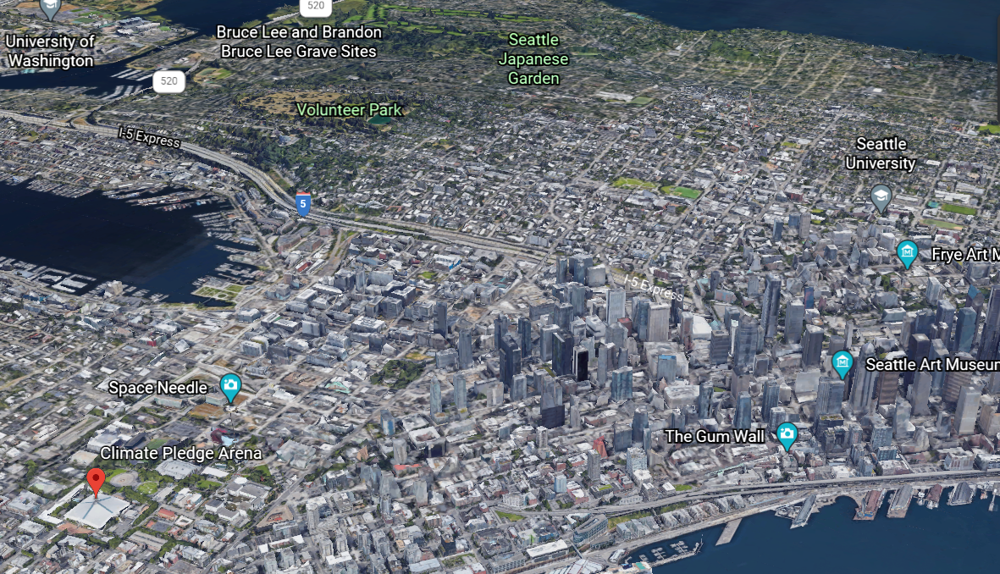 520
University of
Washington
Bruce Lee and Brandon
Bruce Lee Grave Sites
Seattle
Japanese
Garden
520
Volunteer Park
I-5 Express
Seattle
University
5
Frye Art M
I-5 Express
Seattle Art Museum
Space Needle
The Gum Wall
Climate Pledge Arena